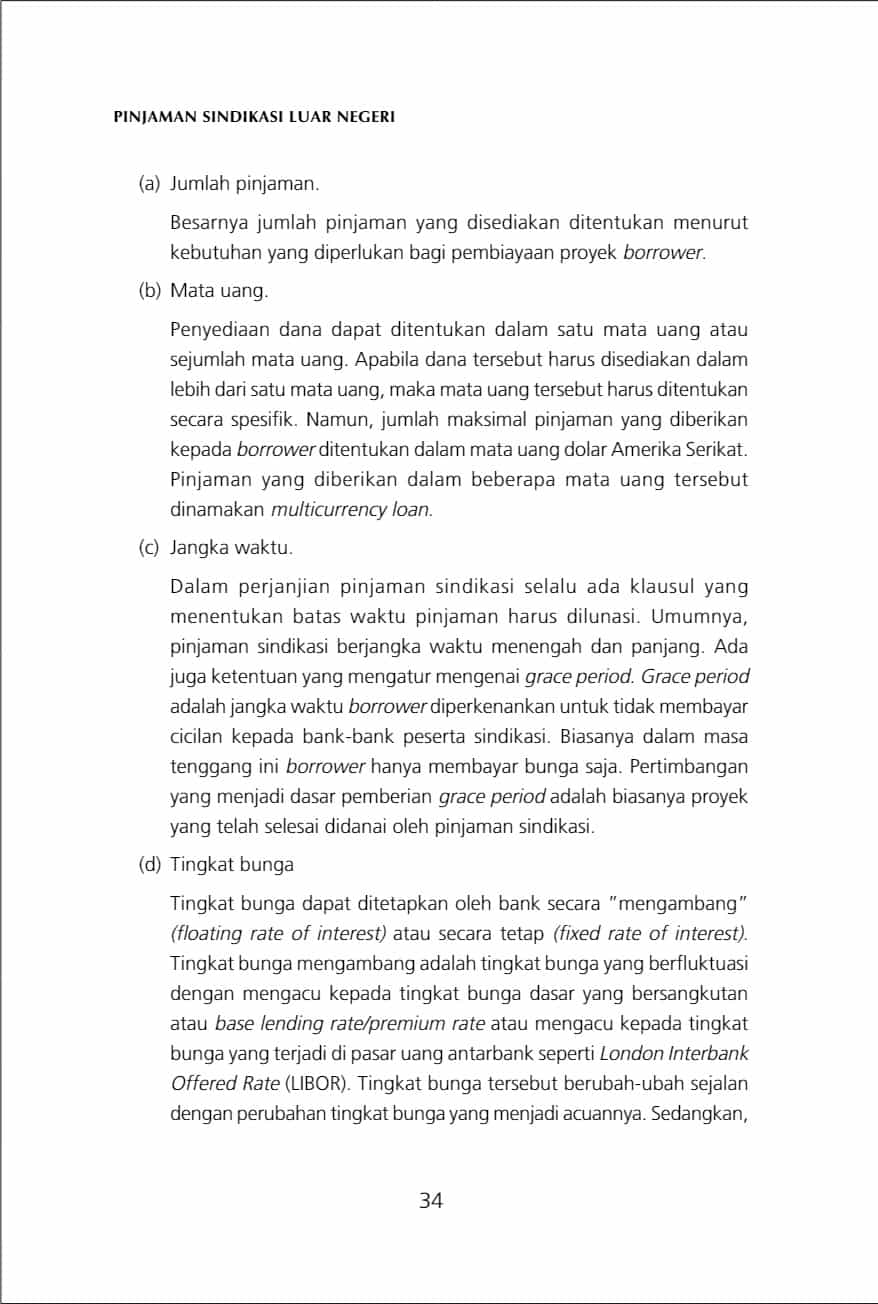 PINJAMAN SINDIKASI LUAR NEGERI
(a) Jumlah pinjaman.
Besarnya jumlah pinjaman yang disediakan ditentukan menurut
kebutuhan yang diperlukan bagi pembiayaan proyek borrower.
(b) Mata uang.
Penyediaan dana dapat ditentukan dalam satu mata uang atau
sejumlah mata uang. Apabila dana tersebut harus disediakan dalam
lebih dari satu mata uang, maka mata uang tersebut harus ditentukan
secara spesifik. Namun, jumlah maksimal pinjaman yang diberikan
kepada borrower ditentukan dalam mata uang dolar Amerika Serikat.
Pinjaman yang diberikan dalam beberapa mata uang tersebut
dinamakan multicurrency loan.
(c) Jangka waktu.
Dalam perjanjian pinjaman sindikasi selalu ada klausul yang
menentukan batas waktu pinjaman harus dilunasi. Umumnya,
pinjaman sindikasi berjangka waktu menengah dan panjang. Ada
juga ketentuan yang mengatur mengenai grace period. Grace period
adalah jangka waktu borrower diperkenankan untuk tidak membayar
cicilan kepada bank-bank peserta sindikasi. Biasanya dalam masa
tenggang ini borrower hanya membayar bunga saja. Pertimbangan
yang menjadi dasar pemberian grace period adalah biasanya proyek
yang telah selesai didanai oleh pinjaman sindikasi.
(d) Tingkat bunga
Tingkat bunga dapat ditetapkan oleh bank secara ”mengambang”
(floating rate of interest) atau secara tetap (fixed rate of interest).
Tingkat bunga mengambang adalah tingkat bunga yang berfluktuasi
dengan mengacu kepada tingkat bunga dasar yang bersangkutan
atau base lending rate/premium rate atau mengacu kepada tingkat
bunga yang terjadi di pasar uang antarbank seperti London Interbank
Offered Rate (LIBOR). Tingkat bunga tersebut berubah-ubah sejalan
dengan perubahan tingkat bunga yang menjadi acuannya. Sedangkan,
34